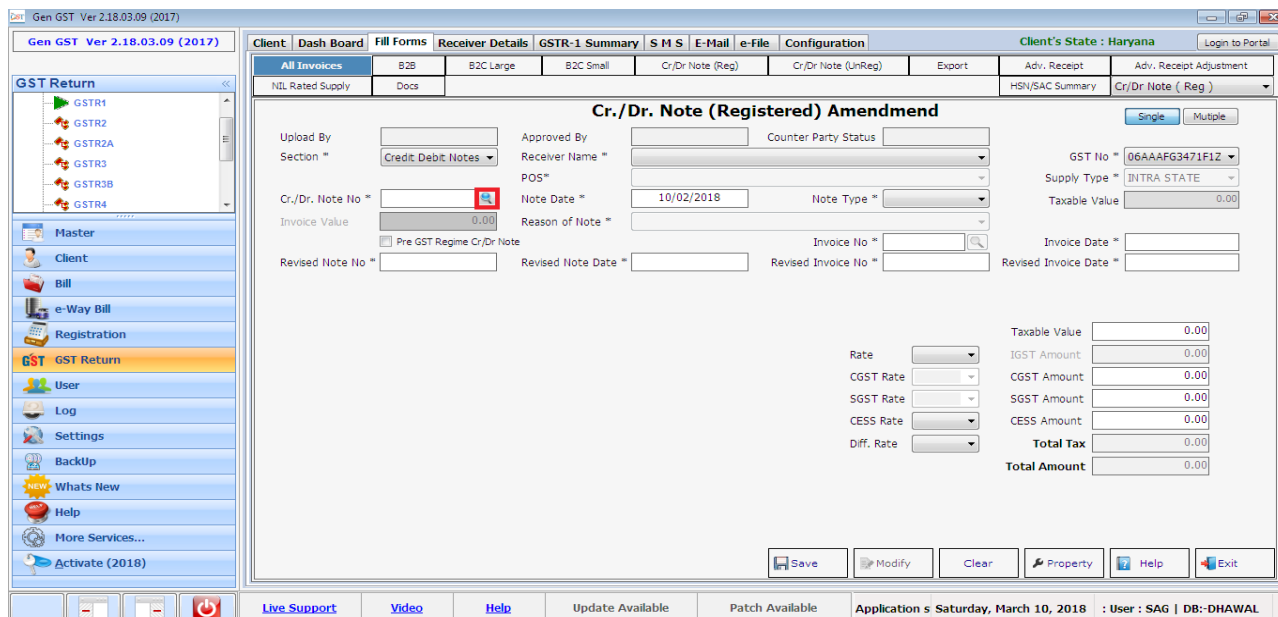 Gen GST Ver 2.18.03.09 (2017)
Gen GST Ver 2.18.03.09 (2017)
Client Dash Board Fill Forms Receiver Details GSTR-1 Summary S M S E-Mail e-File Configuration Client's State : Haryana Login to Portal
All Invoices B2B B2C Large B2C Small Cr/Dr Note (Reg) Cr/Dr Note (UnReg) Export Adv. Receipt Adv. Receipt Adjustment
NIL Rated Supply Docs HSN/SAC Summary Cr/Dr Note ( Reg )
GST Return
GSTR1
GSTR2
GSTR2A
GSTR3
GSTR3B
GSTR4
Master
Client
Bill
e-Way Bill
Registration
GST GST Return
User
Log
Settings
BackUp
NEW Whats New
Help
More Services...
Activate (2018)
Cr./Dr. Note (Registered) Amendmend
Single Mutiple
Upload By Approved By Counter Party Status
Section * Credit Debit Notes Receiver Name * GST No * 06AAAFG3471F1Z
POS* Supply Type * INTRA STATE
Cr./Dr. Note No * Note Date * 10/02/2018 Note Type * Taxable Value 0.00
Invoice Value 0.00 Reason of Note *
Pre GST Regime Cr/Dr Note Invoice No * Invoice Date *
Revised Note No * Revised Note Date * Revised Invoice No * Revised Invoice Date *
Taxable Value 0.00
Rate IGST Amount 0.00
CGST Rate CGST Amount 0.00
SGST Rate SGST Amount 0.00
CESS Rate CESS Amount 0.00
Diff. Rate Total Tax 0.00
Total Amount 0.00
Save Modify Clear Property Help Exit
Live Support Video Help Update Available Patch Available Application s Saturday, March 10, 2018 : User : SAG | DB:-DHAWAL